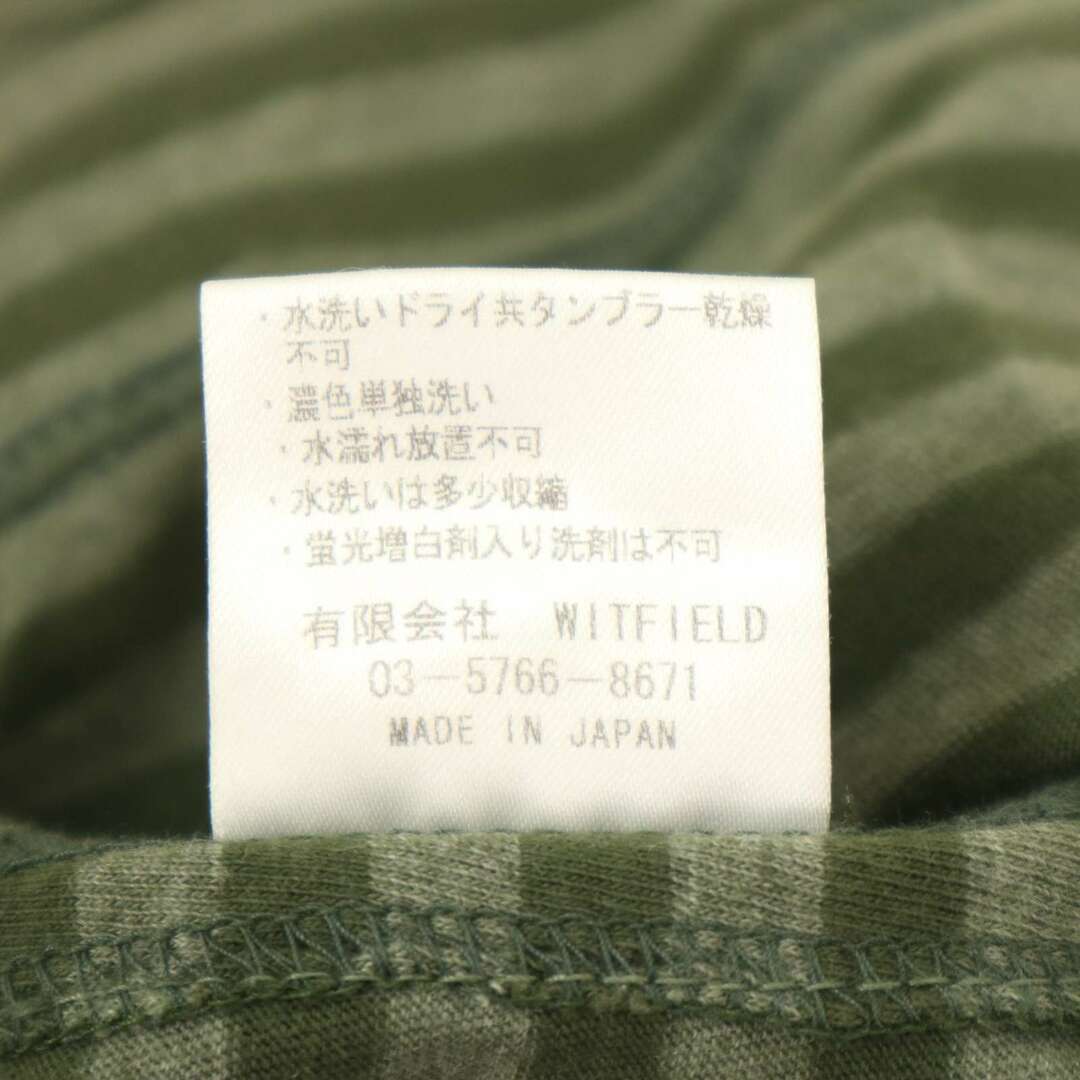 ・水洗いドライ共タンブラー乾燥
不可
・濃色単独洗い
・水濡れ放置不可
・水洗いは多少収縮
・蛍光増白剤入り洗剤は不可
有限会社 WITFIELD
03-5766-8671
MADE IN JAPAN